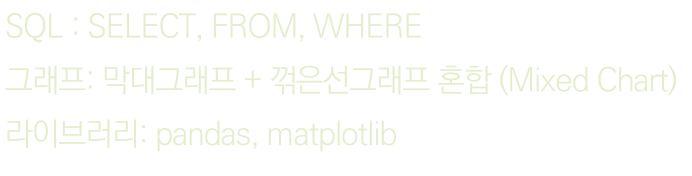 SQL : SELECT, FROM, WHERE
그래프: 막대그래프 + 꺾은선그래프 혼합 (Mixed Chart)
라이브러리: pandas, matplotlib